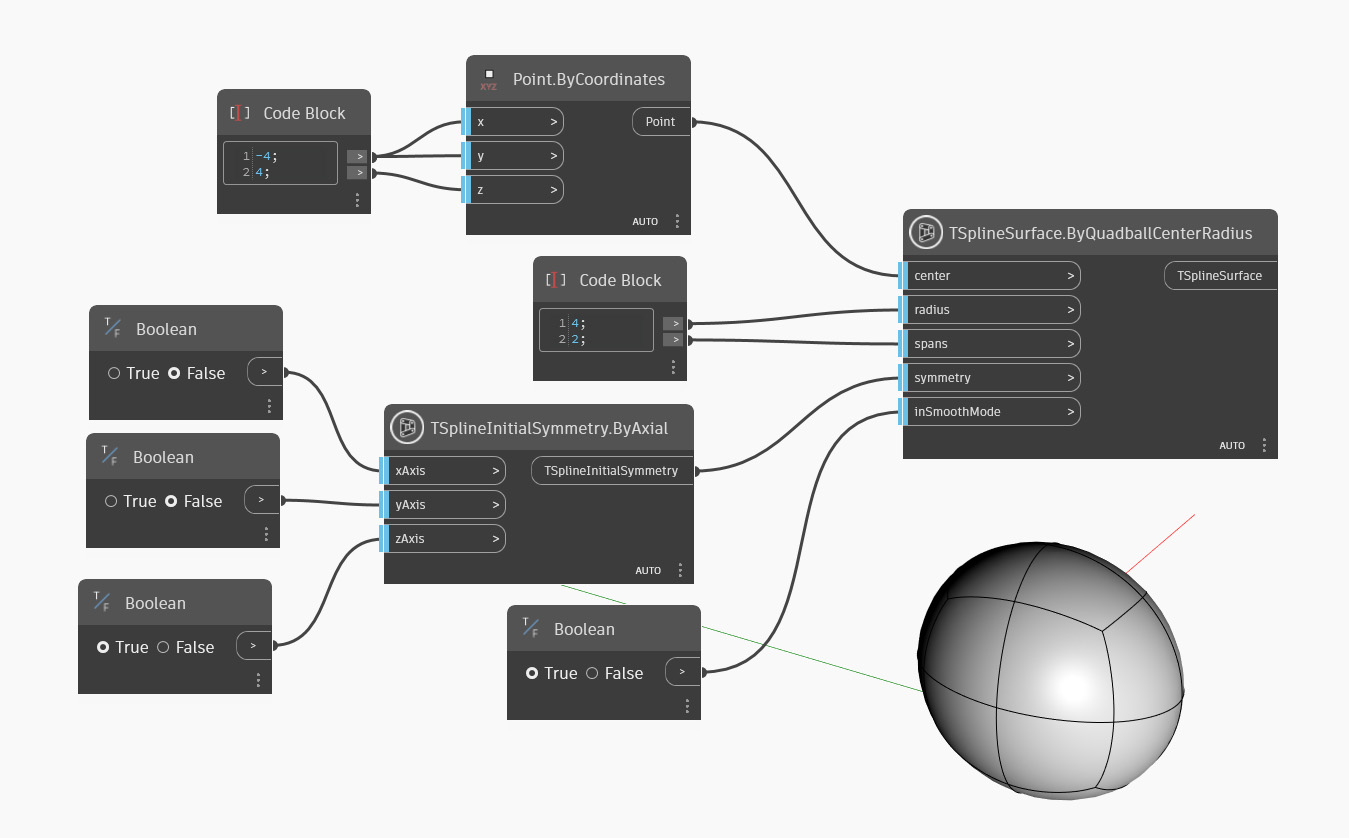 Point.ByCoordinates
XYZ
x >
y >
z >
Point
AUTO
[I] Code Block
1 -4;
2 4;
>
>
TSplineSurface.ByQuadballCenterRadius
center >
radius >
spans >
symmetry >
inSmoothMode >
TSplineSurface
AUTO
[I] Code Block
1 4;
2 2;
>
>
T/F Boolean
True False >
T/F Boolean
True False >
T/F Boolean
True False >
TSplineInitialSymmetry.ByAxial
xAxis >
yAxis >
zAxis >
TSplineInitialSymmetry
AUTO
T/F Boolean
True False >